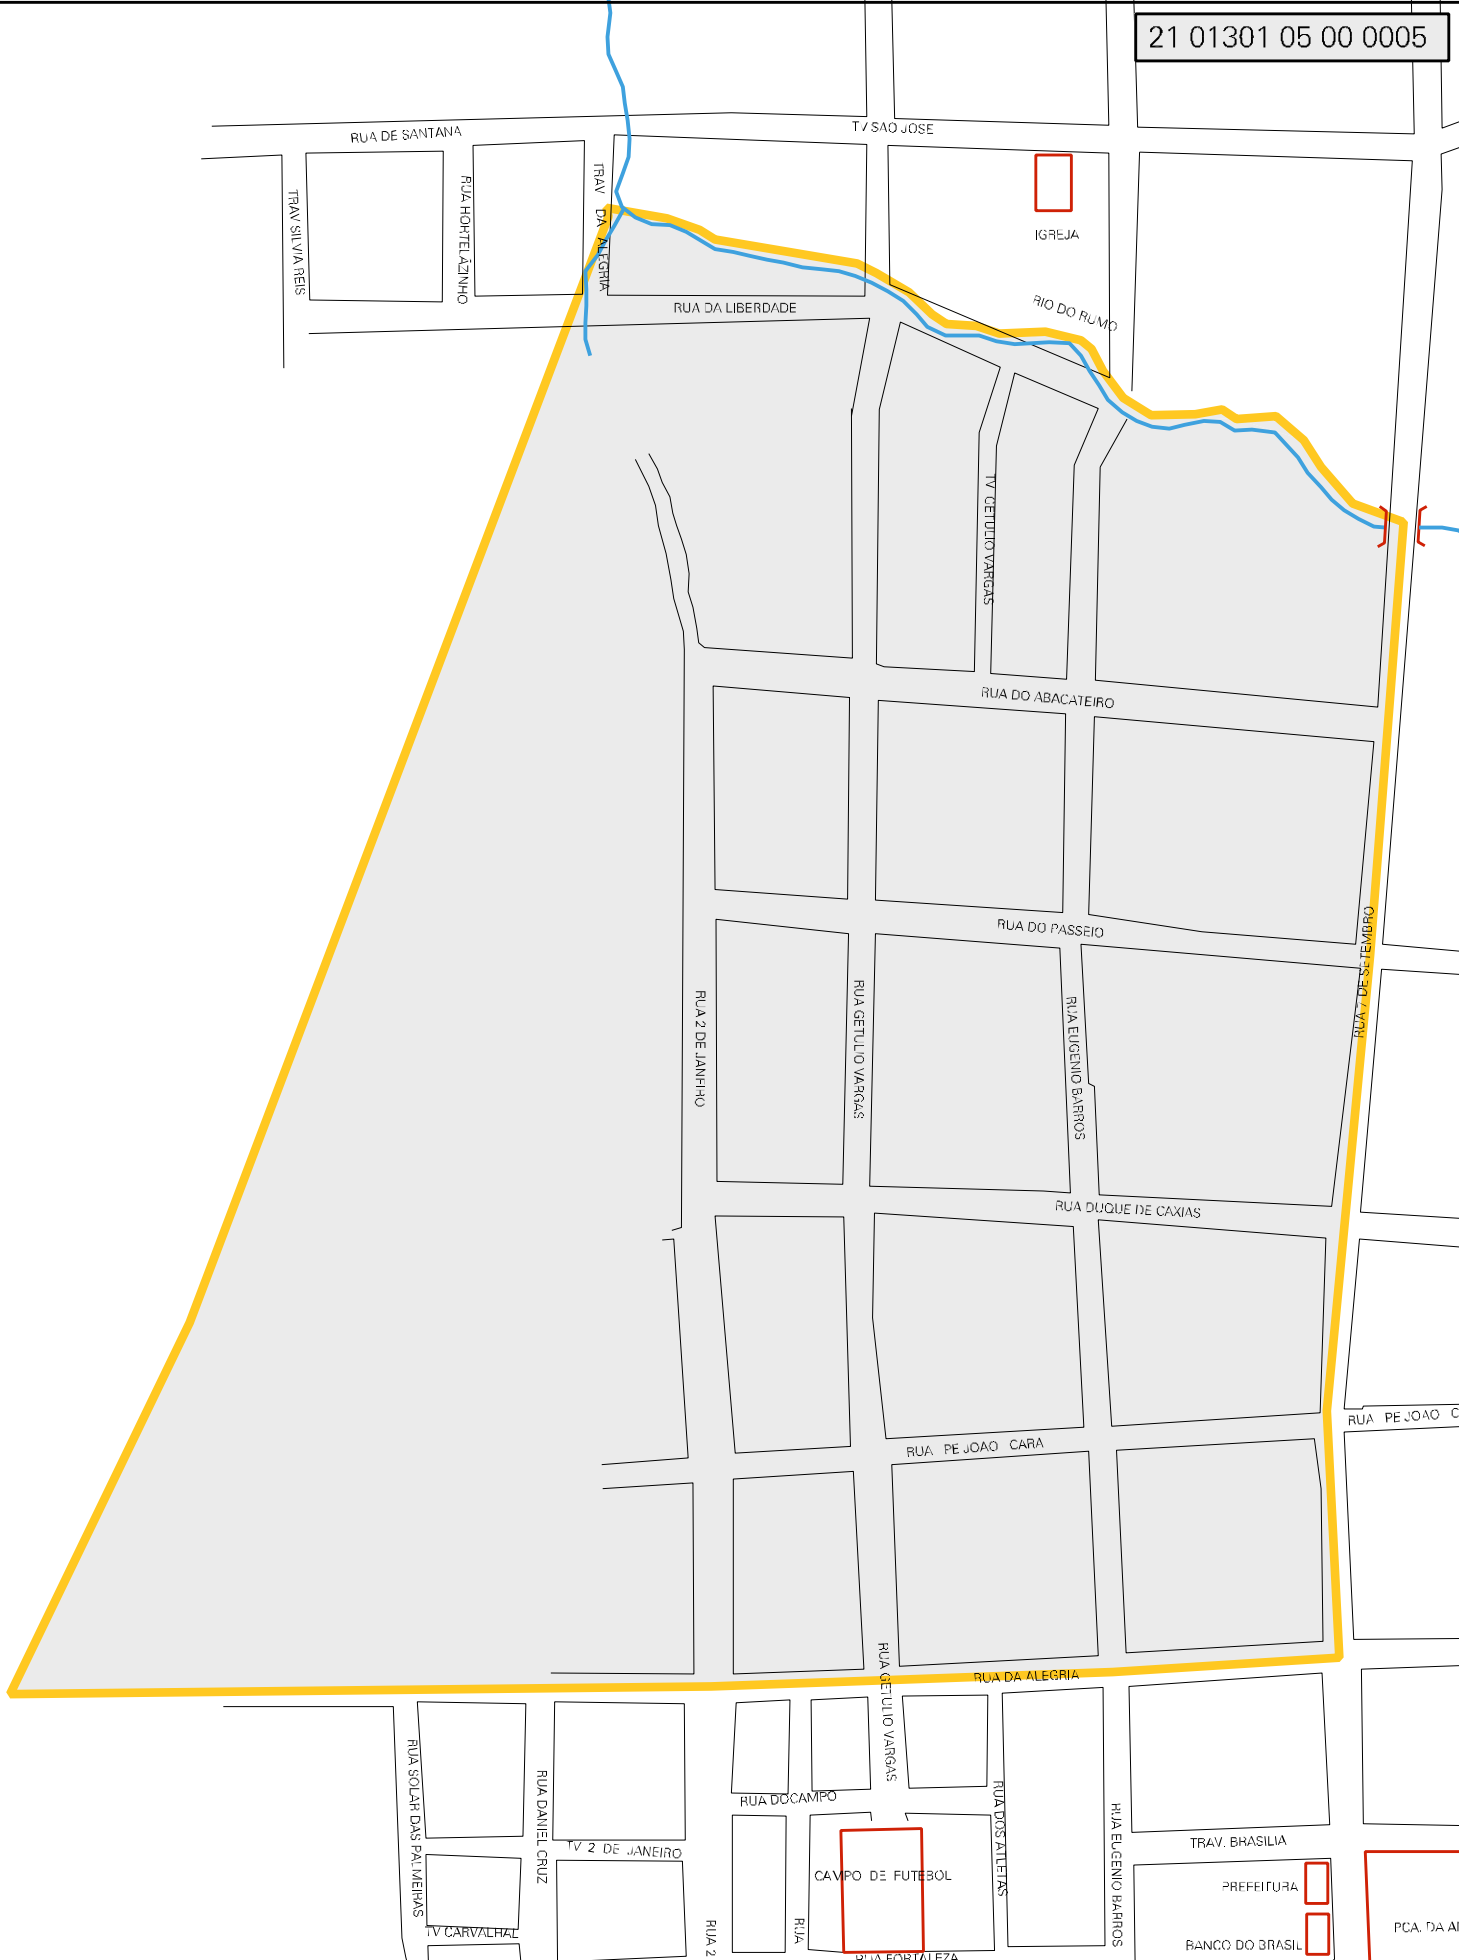 21 01301 05 00 0005
RUA DE SANTANA
TV SAO JOSE
TRAV SILVIA REIS
RUA HORTELÃZINHO
TRAV DA ALEGRIA
IGREJA
RUA DA LIBERDADE
RIO DO RUMO
TV GETULIO VARGAS
RUA DO ABACATEIRO
RUA DO PASSEIO
RUA 7 DE SETEMBRO
RUA 2 DE JANEIRO
RUA GETULIO VARGAS
RUA EUGENIO BARROS
RUA DUQUE DE CAXIAS
RUA PE JOAO CARA
RUA PE JOAO C
RUA DA ALEGRIA
RUA GETULIO VARGAS
RUA SOLAR DAS PALMEIRAS
RUA DANIEL CRUZ
RUA DOCAMPO
RUA DOS ATLETAS
RUA EUGENIO BARROS
TV 2 DE JANEIRO
TRAV. BRASILIA
CAMPO DE FUTEBOL
PREFEITURA
RUA 2
RUA
TV CARVALHAL
PCA. DA
BANCO DO BRASIL
RUA FORTALEZA